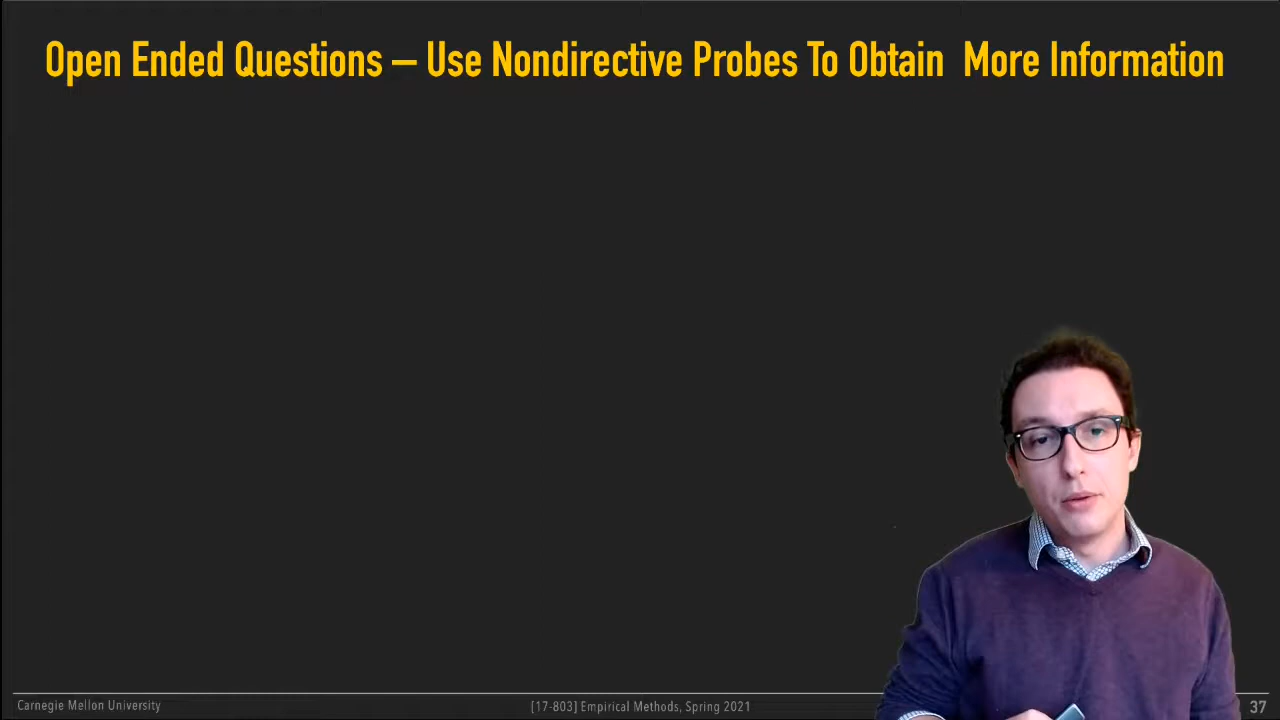 Open Ended Questions – Use Nondirective Probes To Obtain  More Information
Carnegie Mellon University
[17-803] Empirical Methods, Spring 2021
37